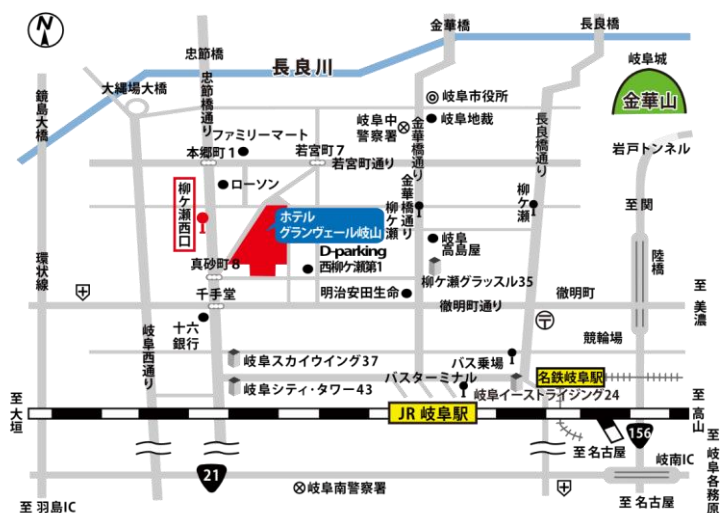 N
忠節橋
金華橋
長良橋
長良川
岐阜城
金華山
大縄場大橋
鏡島大橋
忠節橋通り
◎岐阜市役所
岐阜中
警察署
岐阜地裁
ファミリーマート
本郷町1
若宮町7
若宮町通り
金華橋通り
長良橋通り
岩戸トンネル
ローソン
柳ケ瀬西口
ホテル
グランヴェール岐山
金華橋通り
柳ケ瀬
柳ケ瀬
至関
陸橋
岐阜
高島屋
D-parking
西柳ケ瀬第1
柳ケ瀬グラッスル35
真砂町8
環状線
千手堂
明治安田生命
徹明町通り
徹明町
至美濃
十六
銀行
岐阜西通り
競輪場
バス乗場
岐阜スカイウイング37
バスターミナル
名鉄岐阜駅
岐阜シティ・タワー43
岐阜イーストライジング24
至大垣
JR 岐阜駅
至高山
至名古屋
156
至岐阜各務原
21
岐南IC
岐阜南警察署
至 羽島IC
至 名古屋